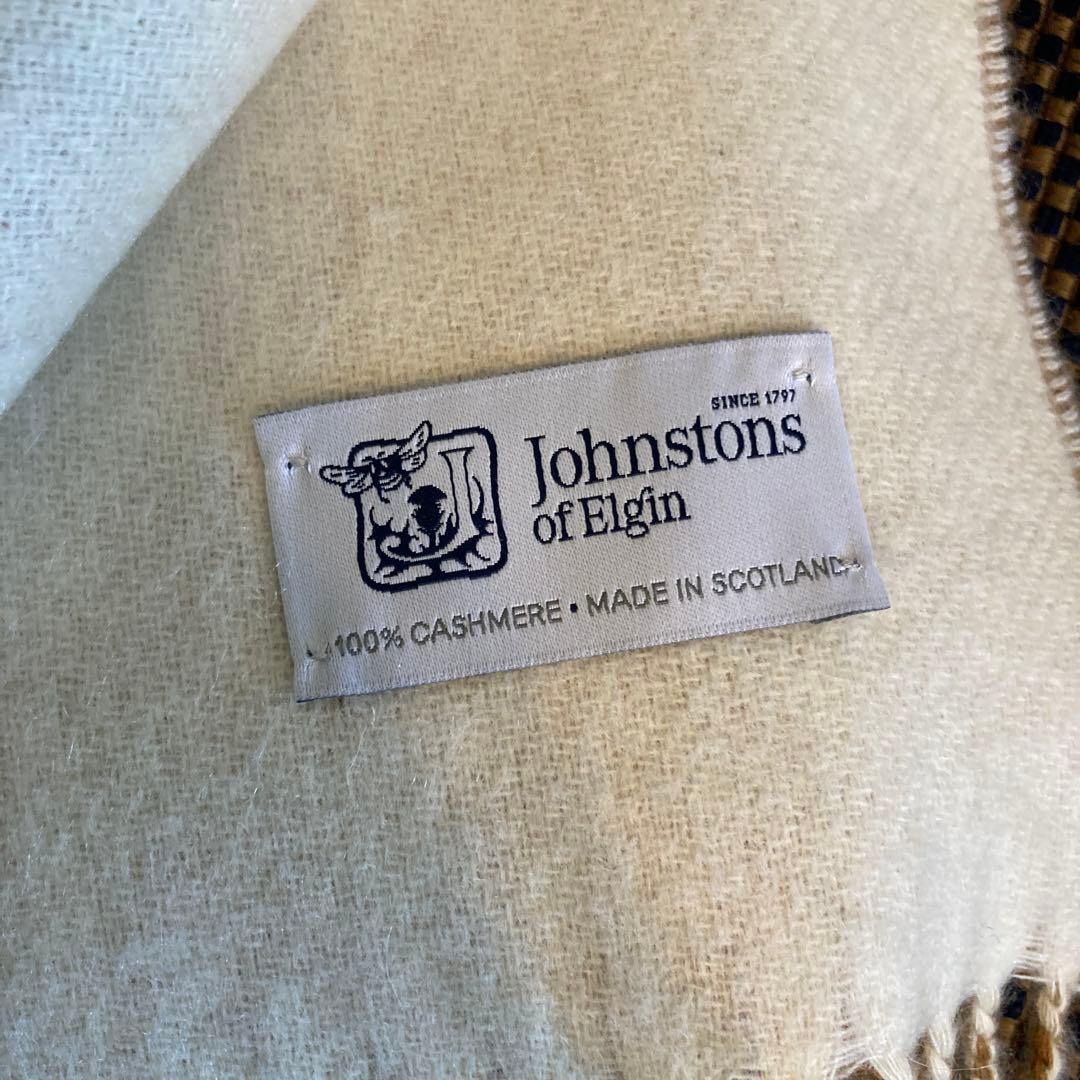 SINCE 1797
Johnstons
of Elgin
100% CASHMERE • MADE IN SCOTLAND